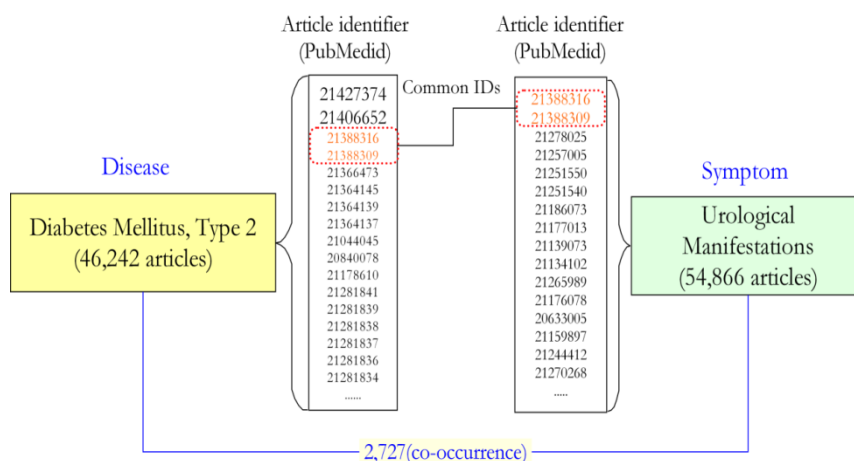 Article identifier
(PubMedid)
Article identifier
(PubMedid)
Common IDs
Disease
Diabetes Mellitus, Type 2
(46,242 articles)
21427374
21406652
21388316
21388309
21366473
21364145
21364139
21364137
21044045
20840078
21178610
21281841
21281839
21281838
21281837
21281836
21281834
......
21388316
21388309
21278025
21257005
21251550
21251540
21186073
21177013
21139073
21134102
21265989
21176078
20633005
21159897
21244412
21270268
.....
Symptom
Urological
Manifestations
(54,866 articles)
2,727(co-occurrence)